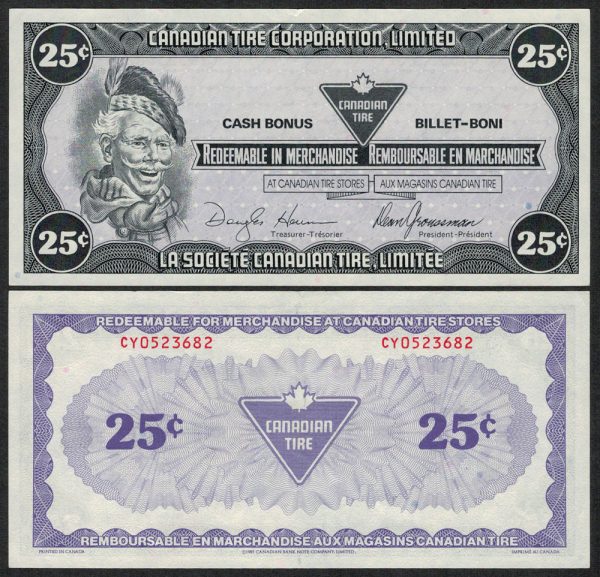 25¢ CANADIAN TIRE CORPORATION, LIMITED 25¢
CANADIAN
TIRE
CASH BONUS BILLET-BONI
REDEEMABLE IN MERCHANDISE REMBOURSABLE EN MARCHANDISE
AT CANADIAN TIRE STORES AUX MAGASINS CANADIAN TIRE
Treasurer-Trésorier President-Président
25¢ LA SOCIÉTÉ CANADIAN TIRE, LIMITÉE 25¢
REDEEMABLE FOR MERCHANDISE AT CANADIAN TIRE STORES
CY0523682 CY0523682
25¢ CANADIAN 25¢
TIRE
REMBOURSABLE EN MARCHANDISE AUX MAGASINS CANADIAN TIRE
PRINTED IN CANADA ©1985 CANADIAN BANK NOTE COMPANY LIMITED. IMPRIMÉ AU CANADA